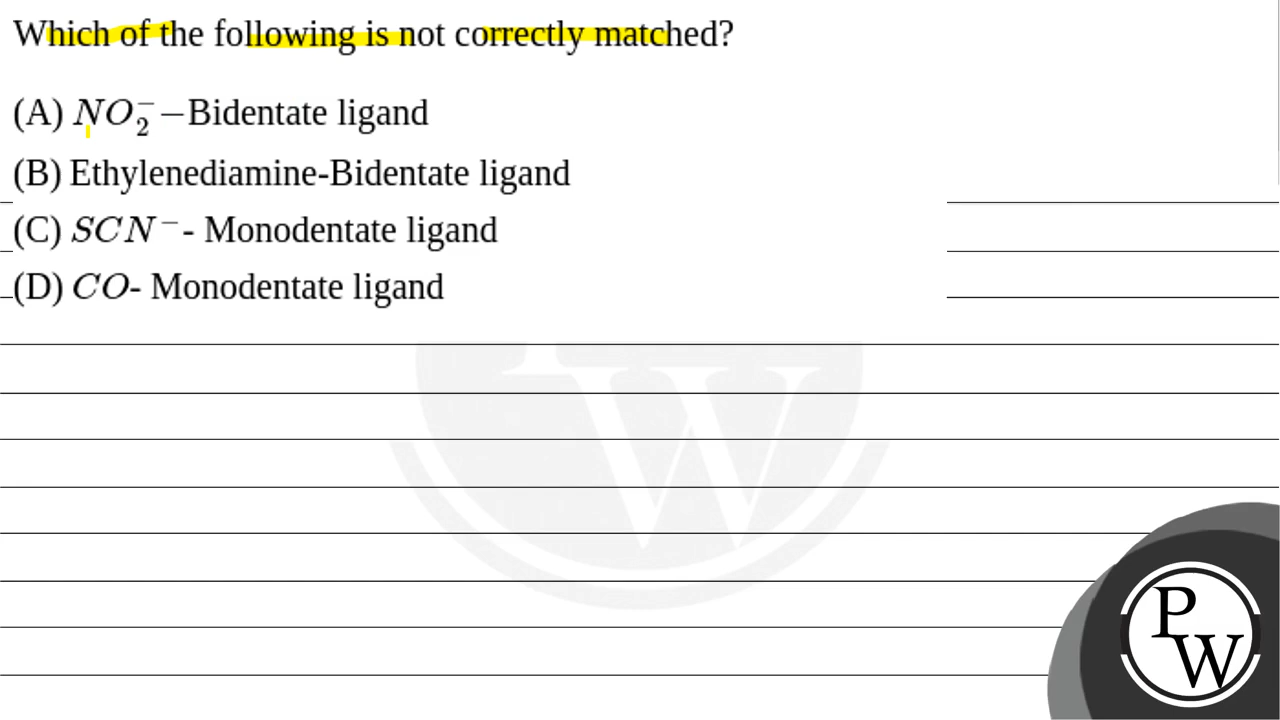 Which of the following is not correctly matched?
(A) NO₂⁻ –Bidentate ligand
(B) Ethylenediamine-Bidentate ligand
(C) SCN⁻- Monodentate ligand
(D) CO- Monodentate ligand
W
P
W